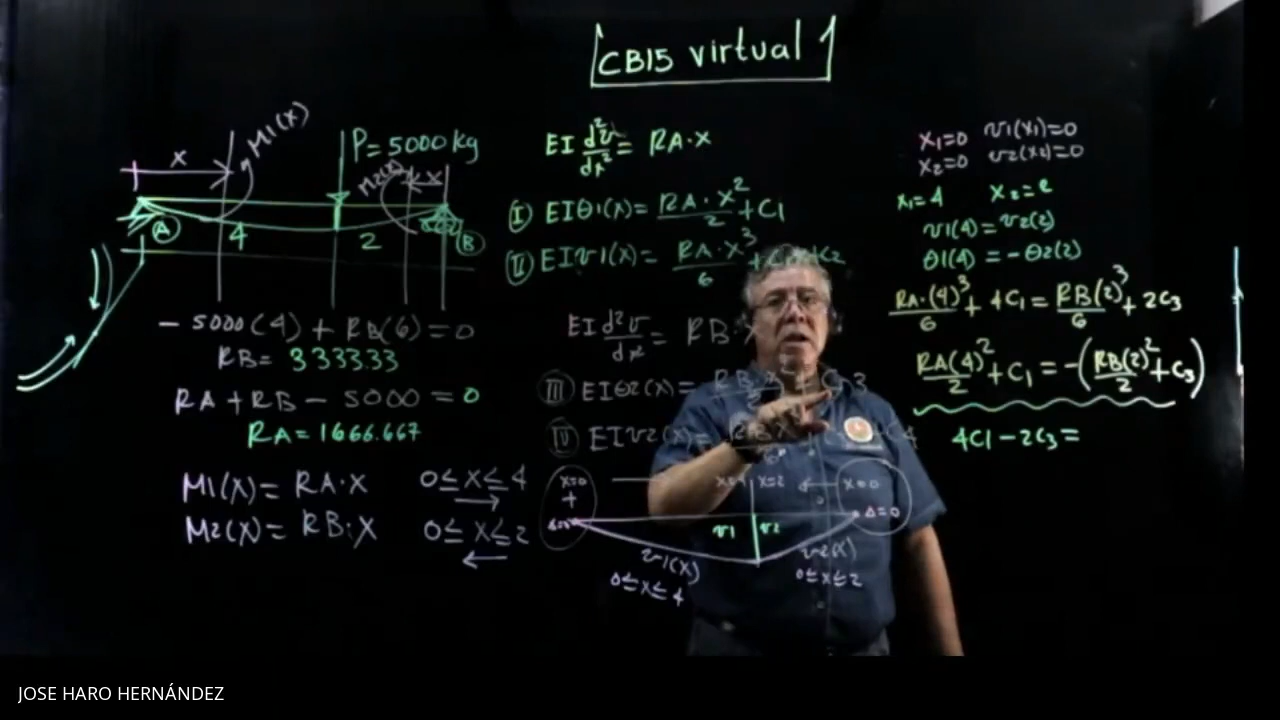 CB15 virtual
x
M1(x)
P=5000kg
M2(x)
x
A
4
2
B
- 5000(4) + RB(6) = 0
RB= 3333.33
RA+RB - 5000 = 0
RA=1666.667
M1(x)= RA·x 0≤x≤4
M2(x)= RB·x 0≤x≤2
EI d²v/dx² = RA·x
I EIθ1(x)= RA·x²/2 +C1
II EIv1(x)= RA·x³/6 +
EI d²v/dx² = RB·
III EIθ2(x)=
IV EIv2(x)=
x=0
+
Δ=0
x=2
x=0
Δ=0
v1 v2
v1(x)
0≤x≤4
v2(x)
0≤x≤2
x1=0 v1(x1)=0
x2=0 v2(x2)=0
x1=4 x2=2
v1(4)=v2(2)
θ1(4) = -θ2(2)
RA·(4)³/6 + 4C1 = RB(2)³/6 + 2C3
RA(4)²/2 +C1 = -(RB(2)²/2 +C3)
4C1-2C3=
JOSE HARO HERNÁNDEZ